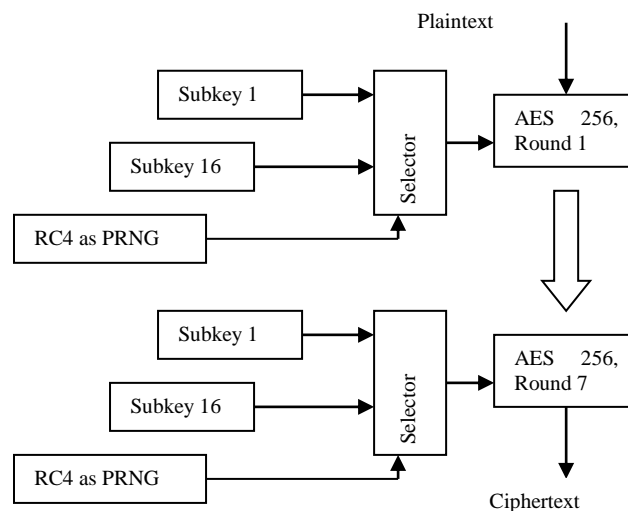 Plaintext
Subkey 1
AES 256,
Round 1
Selector
Subkey 16
RC4 as PRNG
Subkey 1
AES 256,
Round 7
Selector
Subkey 16
RC4 as PRNG
Ciphertext